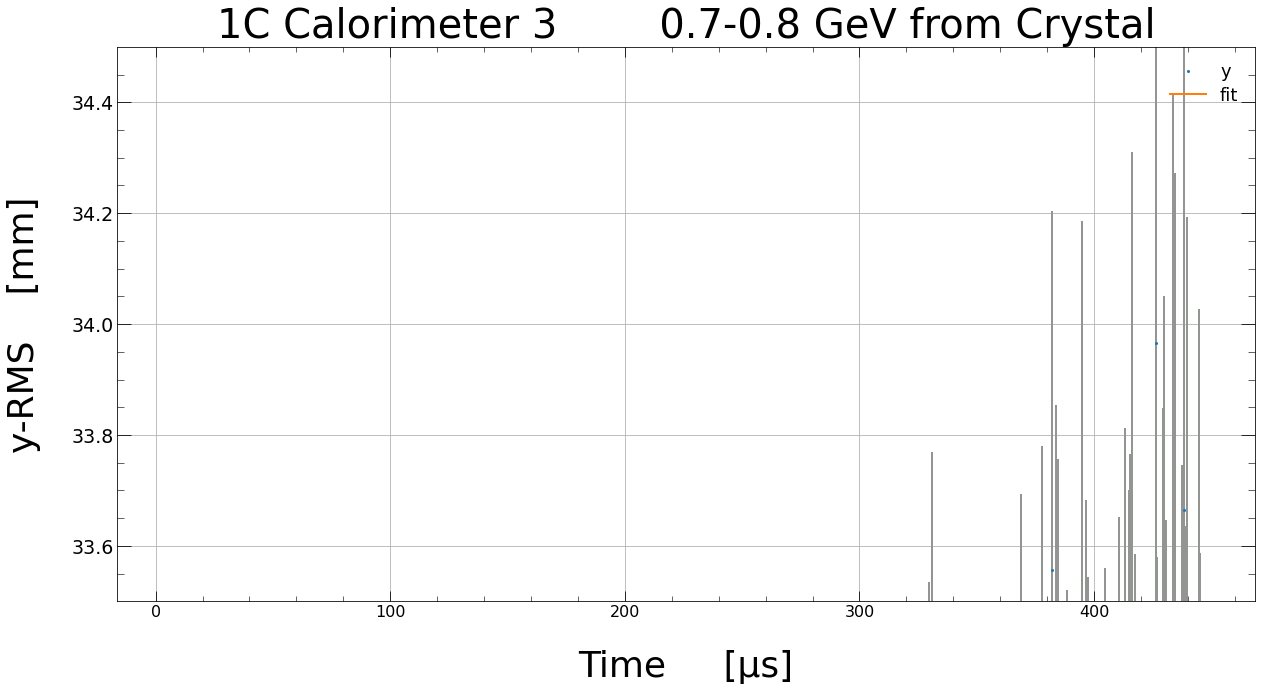 1C Calorimeter 3 0.7-0.8 GeV from Crystal
y
fit
34.4
34.2
34.0
33.8
33.6
y-RMS [mm]
0 100 200 300 400
Time [µs]